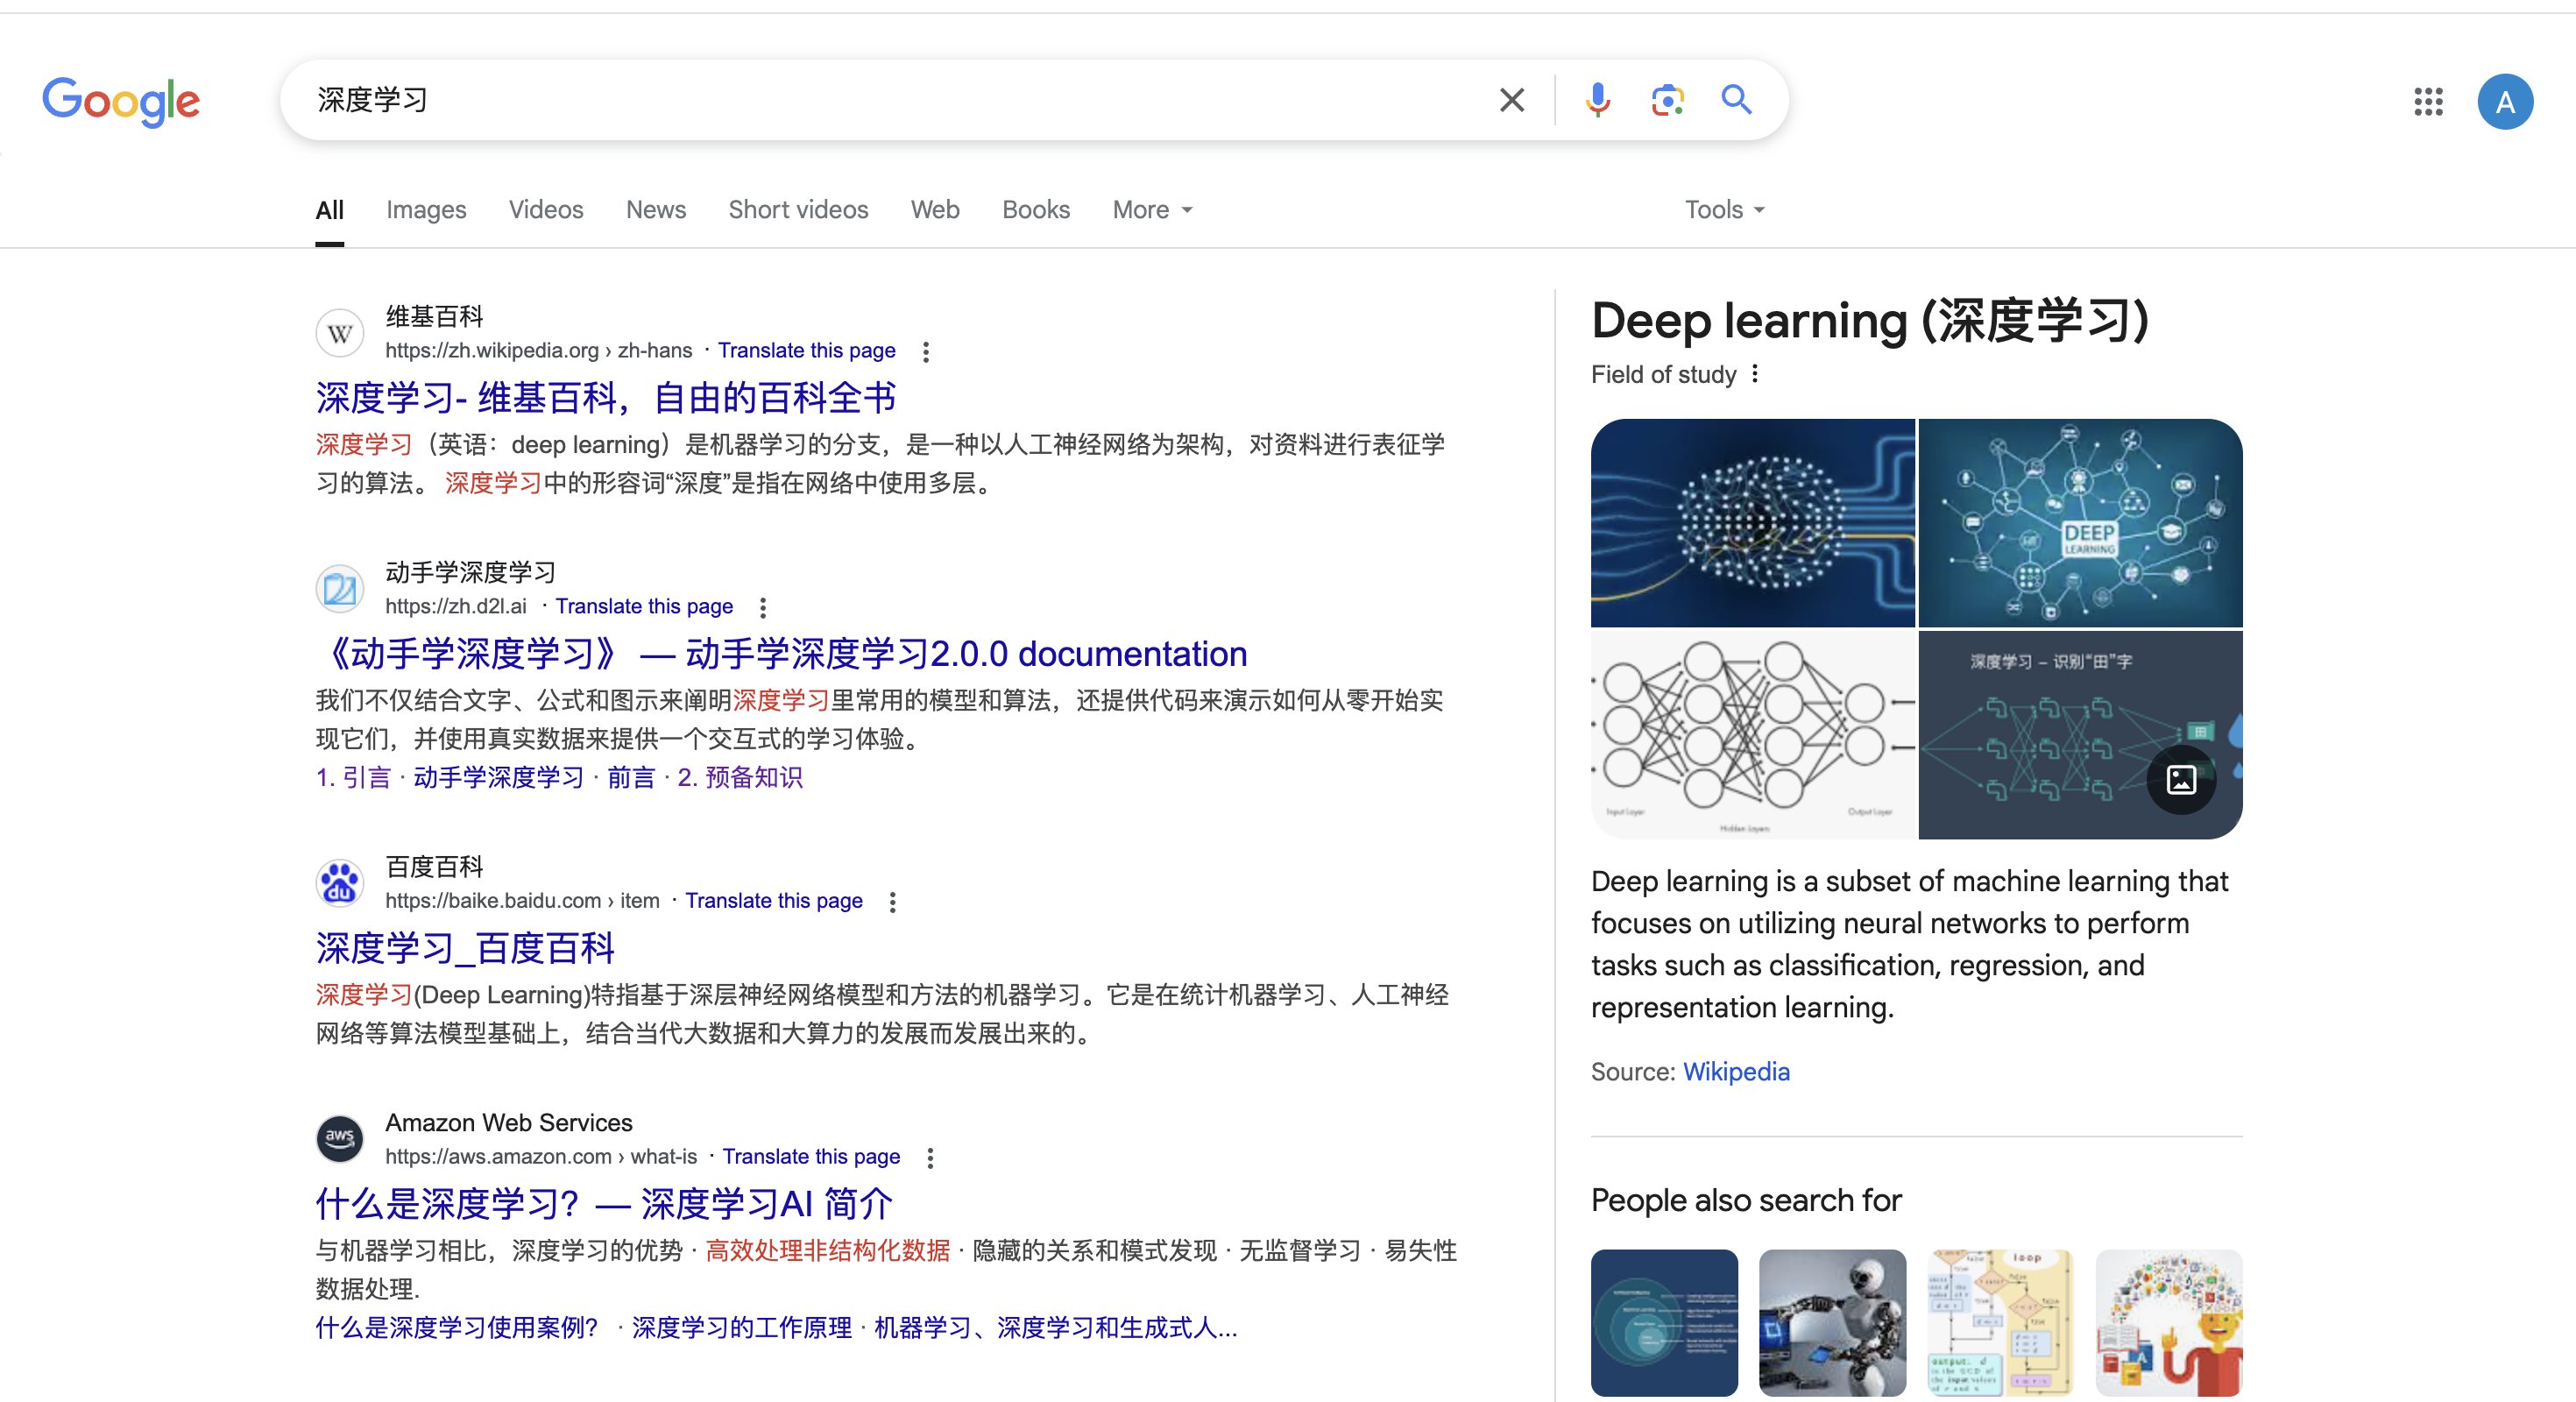 Google
深度学习
A
All Images Videos News Short videos Web Books More Tools
维基百科
https://zh.wikipedia.org › zh-hans · Translate this page
深度学习- 维基百科，自由的百科全书
深度学习（英语：deep learning）是机器学习的分支，是一种以人工神经网络为架构，对资料进行表征学
习的算法。 深度学习中的形容词“深度”是指在网络中使用多层。
动手学深度学习
https://zh.d2l.ai · Translate this page
《动手学深度学习》 — 动手学深度学习2.0.0 documentation
我们不仅结合文字、公式和图示来阐明深度学习里常用的模型和算法，还提供代码来演示如何从零开始实
现它们，并使用真实数据来提供一个交互式的学习体验。
1. 引言 · 动手学深度学习 · 前言 · 2. 预备知识
du
百度百科
https://baike.baidu.com › item · Translate this page
深度学习_百度百科
深度学习(Deep Learning)特指基于深层神经网络模型和方法的机器学习。它是在统计机器学习、人工神经
网络等算法模型基础上，结合当代大数据和大算力的发展而发展出来的。
aws
Amazon Web Services
https://aws.amazon.com › what-is · Translate this page
什么是深度学习？— 深度学习AI 简介
与机器学习相比，深度学习的优势 · 高效处理非结构化数据 · 隐藏的关系和模式发现 · 无监督学习 · 易失性
数据处理.
什么是深度学习使用案例？ · 深度学习的工作原理 · 机器学习、深度学习和生成式人...
Deep learning (深度学习)
Field of study
DEEP
LEARNING
Input Layer
Hidden Layers
Output Layer
深度学习 – 识别“田”字
田
Deep learning is a subset of machine learning that
focuses on utilizing neural networks to perform
tasks such as classification, regression, and
representation learning.
Source: Wikipedia
People also search for
loop